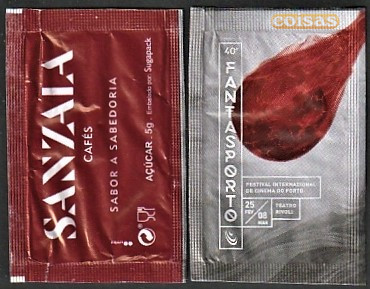 SANZALA
CAFÉS
SABOR A SABEDORIA
AÇÚCAR - 5g Embalado por: Sugapack
coisas
40º
FANTASPORTO
FESTIVAL INTERNACIONAL
DE CINEMA DO PORTO
25
FEV
08
MAR
TEATRO
RIVOLI